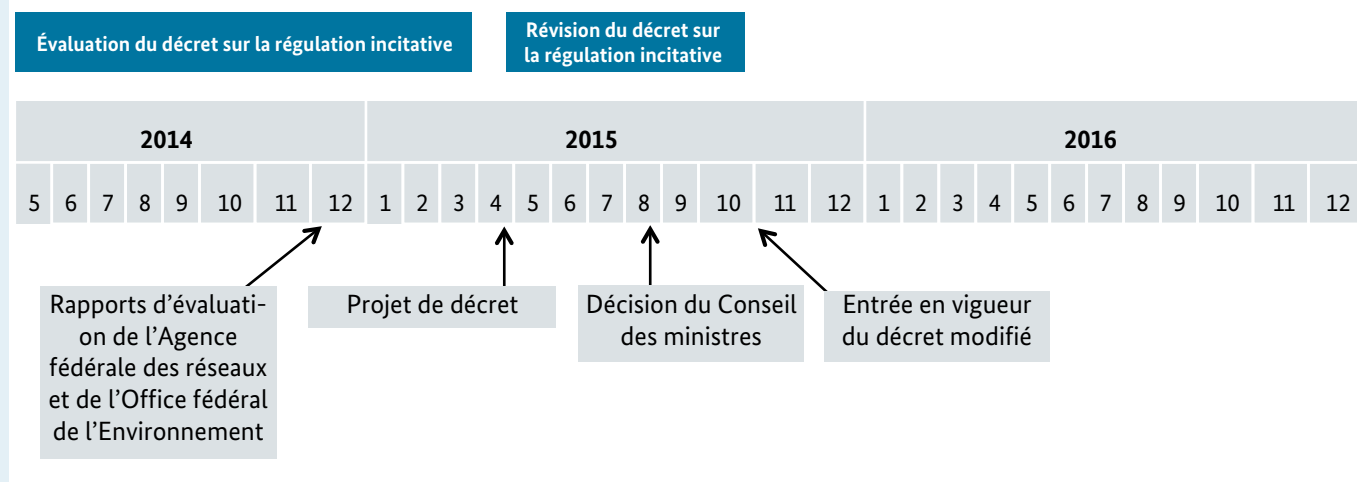 Évaluation du décret sur la régulation incitative
Révision du décret sur
la régulation incitative
2014 2015 2016
5 6 7 8 9 10 11 12 1 2 3 4 5 6 7 8 9 10 11 12 1 2 3 4 5 6 7 8 9 10 11 12
Rapports d’évaluati-
on de l’Agence
fédérale des réseaux
et de l’Office fédéral
de l’Environnement
Projet de décret
Décision du Conseil
des ministres
Entrée en vigueur
du décret modifié